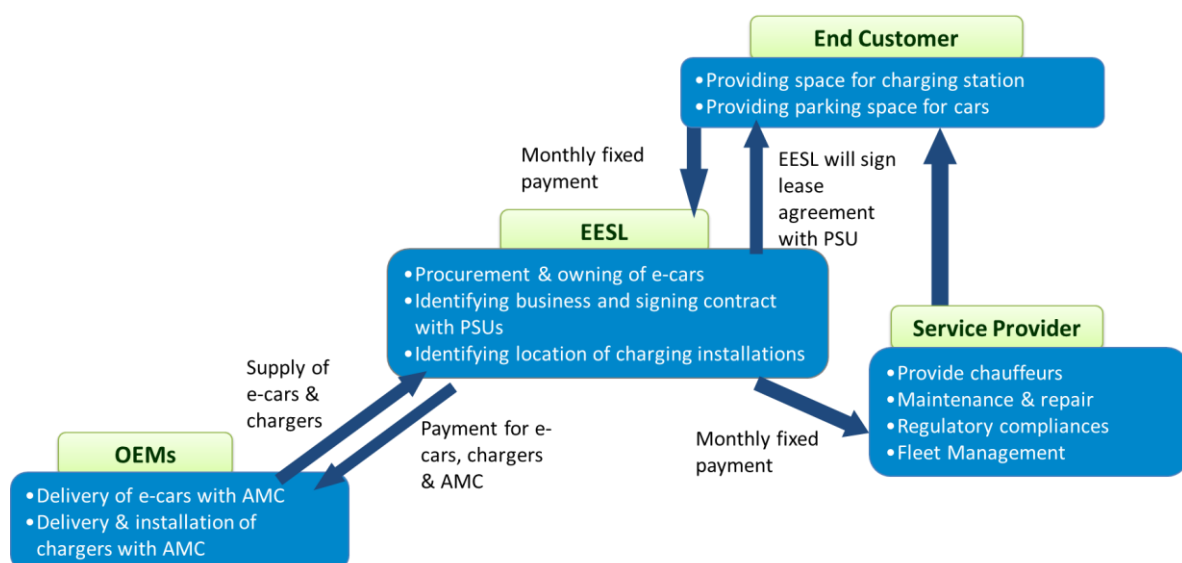 End Customer
•Providing space for charging station
•Providing parking space for cars
Monthly fixed
payment
EESL will sign
lease
agreement
with PSU
EESL
•Procurement & owning of e-cars
•Identifying business and signing contract
with PSUs
•Identifying location of charging installations
Service Provider
•Provide chauffeurs
•Maintenance & repair
•Regulatory compliances
•Fleet Management
Supply of
e-cars &
chargers
Payment for e-
cars, chargers
& AMC
Monthly fixed
payment
OEMs
•Delivery of e-cars with AMC
•Delivery & installation of
chargers with AMC